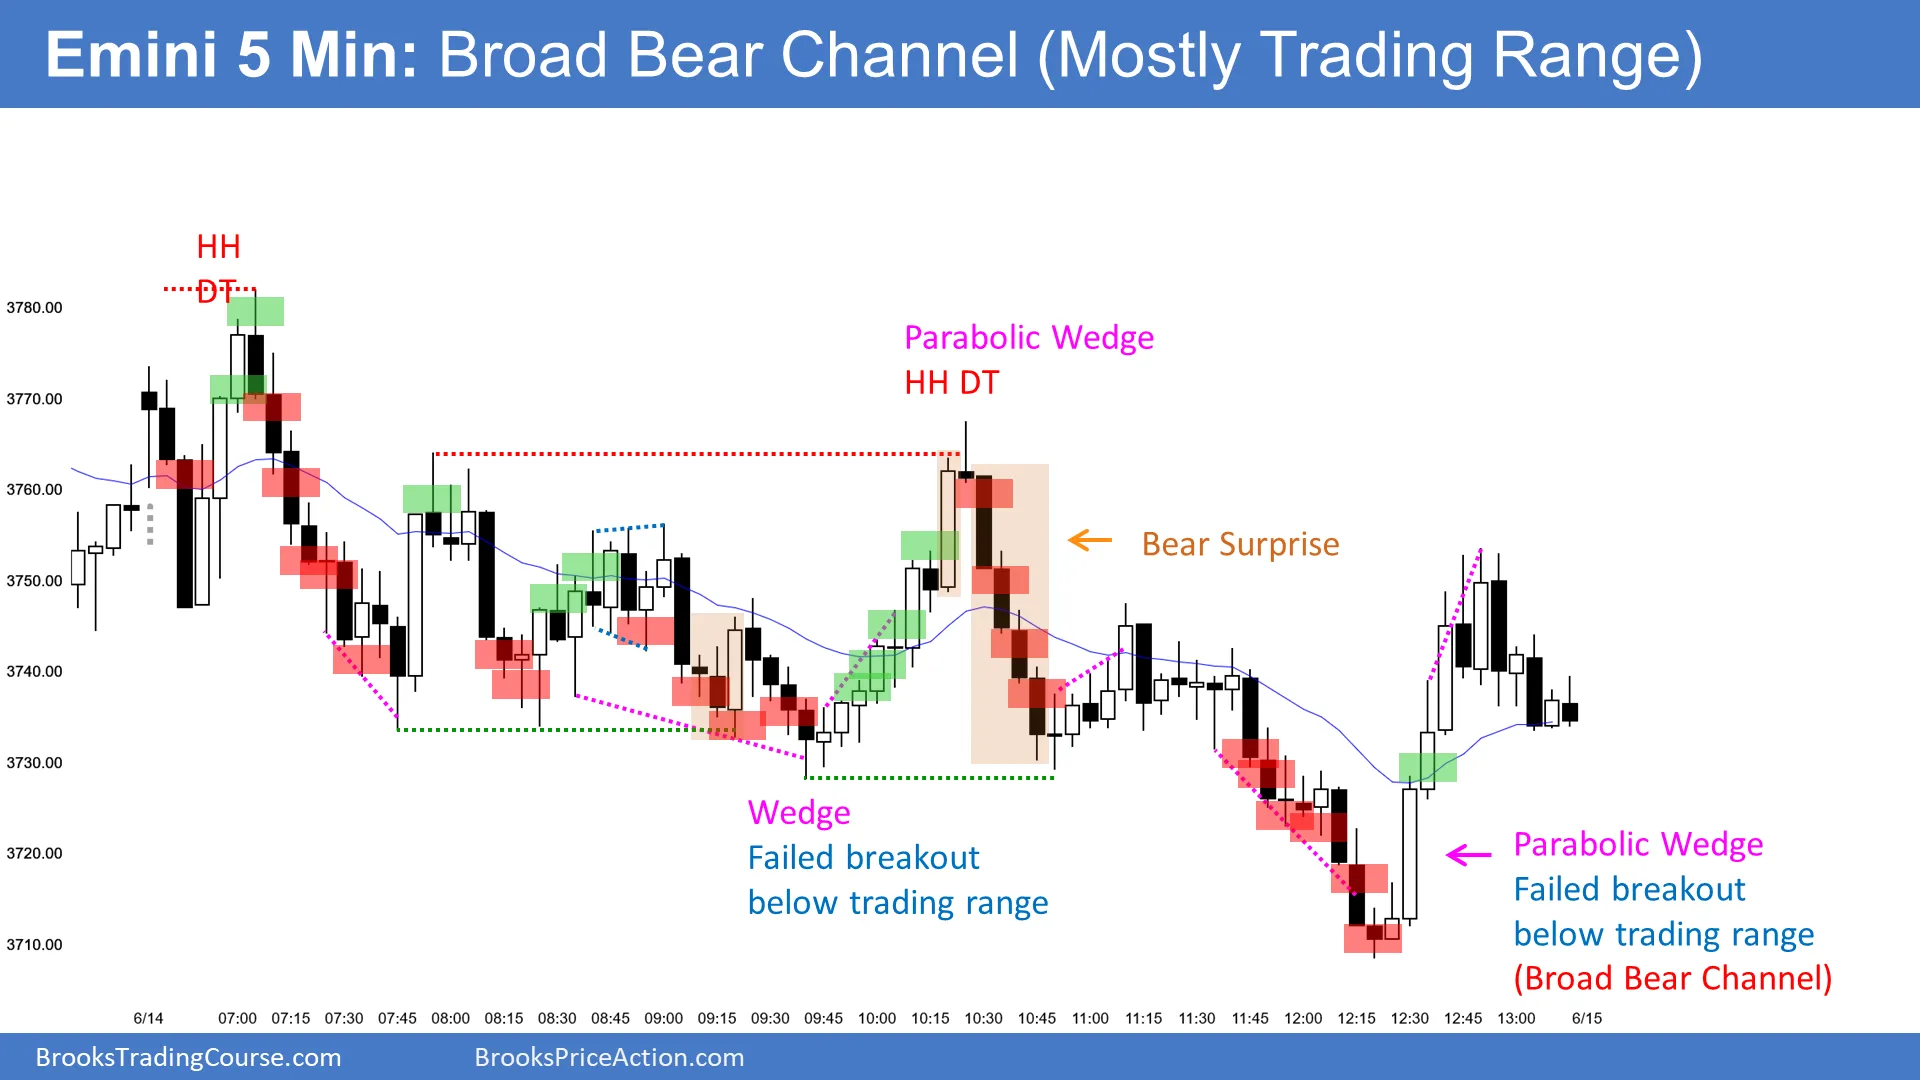 Emini 5 Min: Broad Bear Channel (Mostly Trading Range)
HH
DT
3780.00
Parabolic Wedge
HH DT
3770.00
3760.00
Bear Surprise
3750.00
3740.00
3730.00
Wedge
Failed breakout
below trading range
3720.00
Parabolic Wedge
Failed breakout
below trading range
(Broad Bear Channel)
3710.00
6/14 07:00 07:15 07:30 07:45 08:00 08:15 08:30 08:45 09:00 09:15 09:30 09:45 10:00 10:15 10:30 10:45 11:00 11:15 11:30 11:45 12:00 12:15 12:30 12:45 13:00 6/15
BrooksTradingCourse.com BrooksPriceAction.com